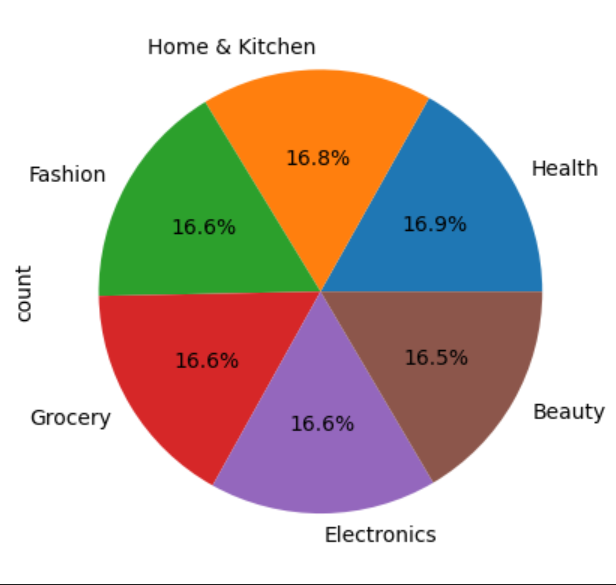 Home & Kitchen
16.8%
Health
16.9%
Fashion
16.6%
count
Grocery
16.6%
Electronics
16.6%
Beauty
16.5%